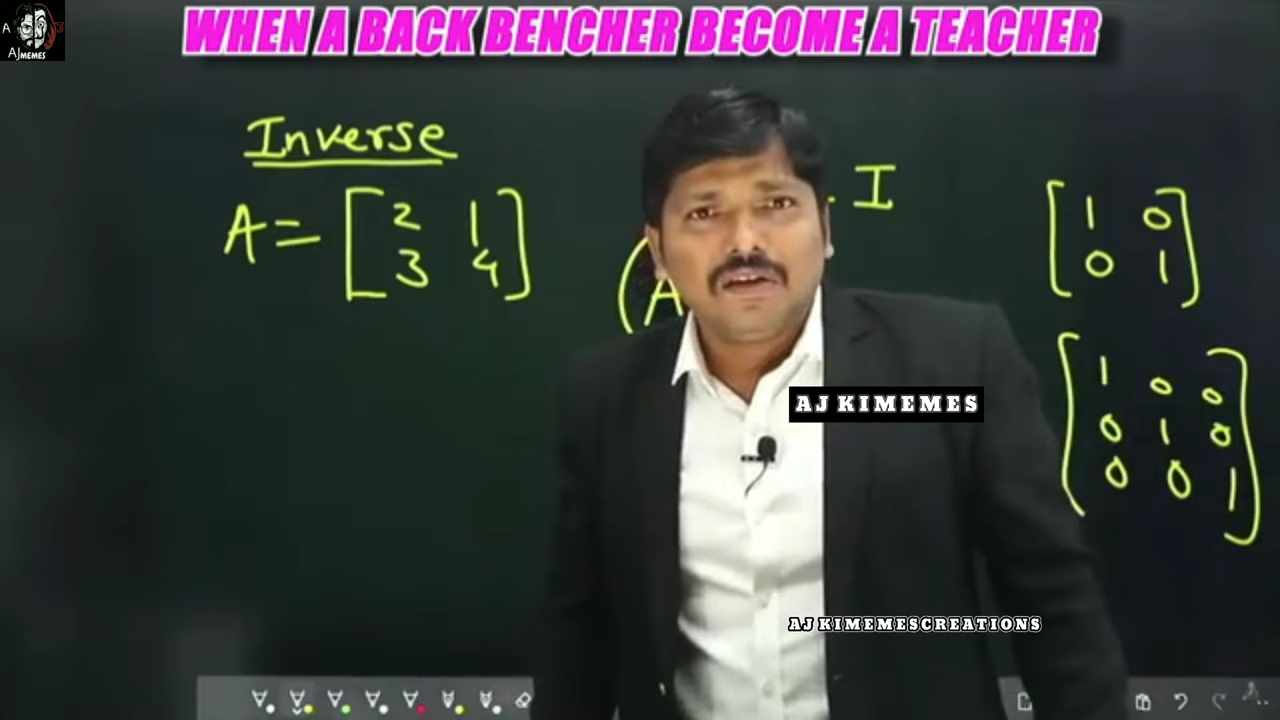 WHEN A BACK BENCHER BECOME A TEACHER
A
AJMEMES
Inverse
. I
A = [ 2 1
3 4 ]
[ 1 0
0 1 ]
(A
[ 1 0 0
0 1 0
0 0 1 ]
AJ KIMEMES
AJ KIMEMESCREATIONS